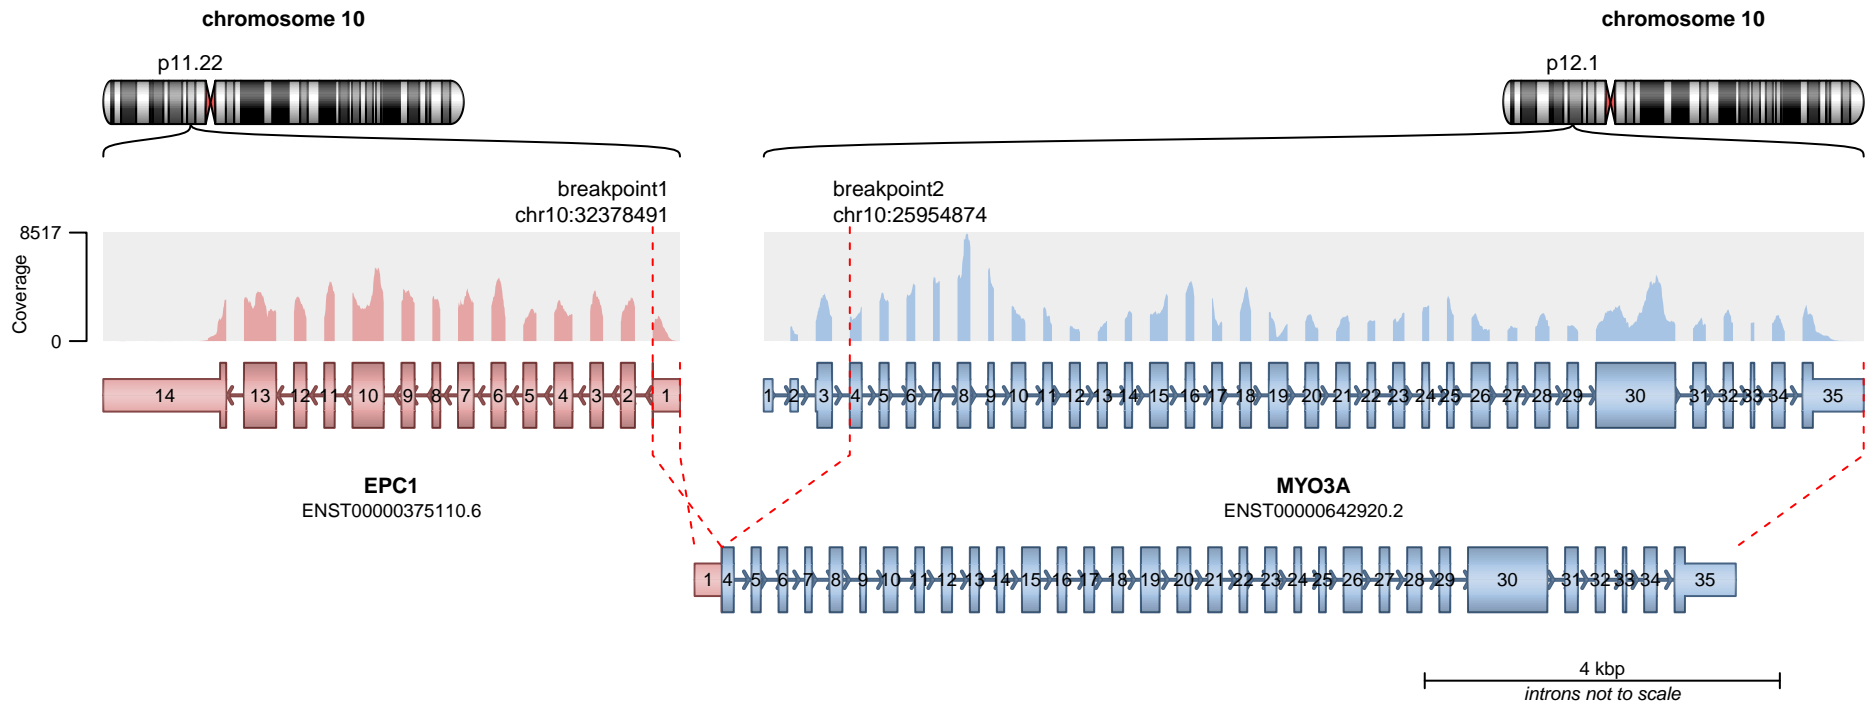 chromosome 10
chromosome 10
p11.22
p12.1
breakpoint1
chr10:32378491
breakpoint2
chr10:25954874
8517
Coverage
0
14 13 12 11 10 9 8 7 6 5 4 3 2 1
1 2 3 4 5 6 7 8 9 10 11 12 13 14 15 16 17 18 19 20 21 22 23 24 25 26 27 28 29 30 31 32 33 34 35
EPC1
ENST00000375110.6
MYO3A
ENST00000642920.2
1 4 5 6 7 8 9 10 11 12 13 14 15 16 17 18 19 20 21 22 23 24 25 26 27 28 29 30 31 32 33 34 35
4 kbp
introns not to scale